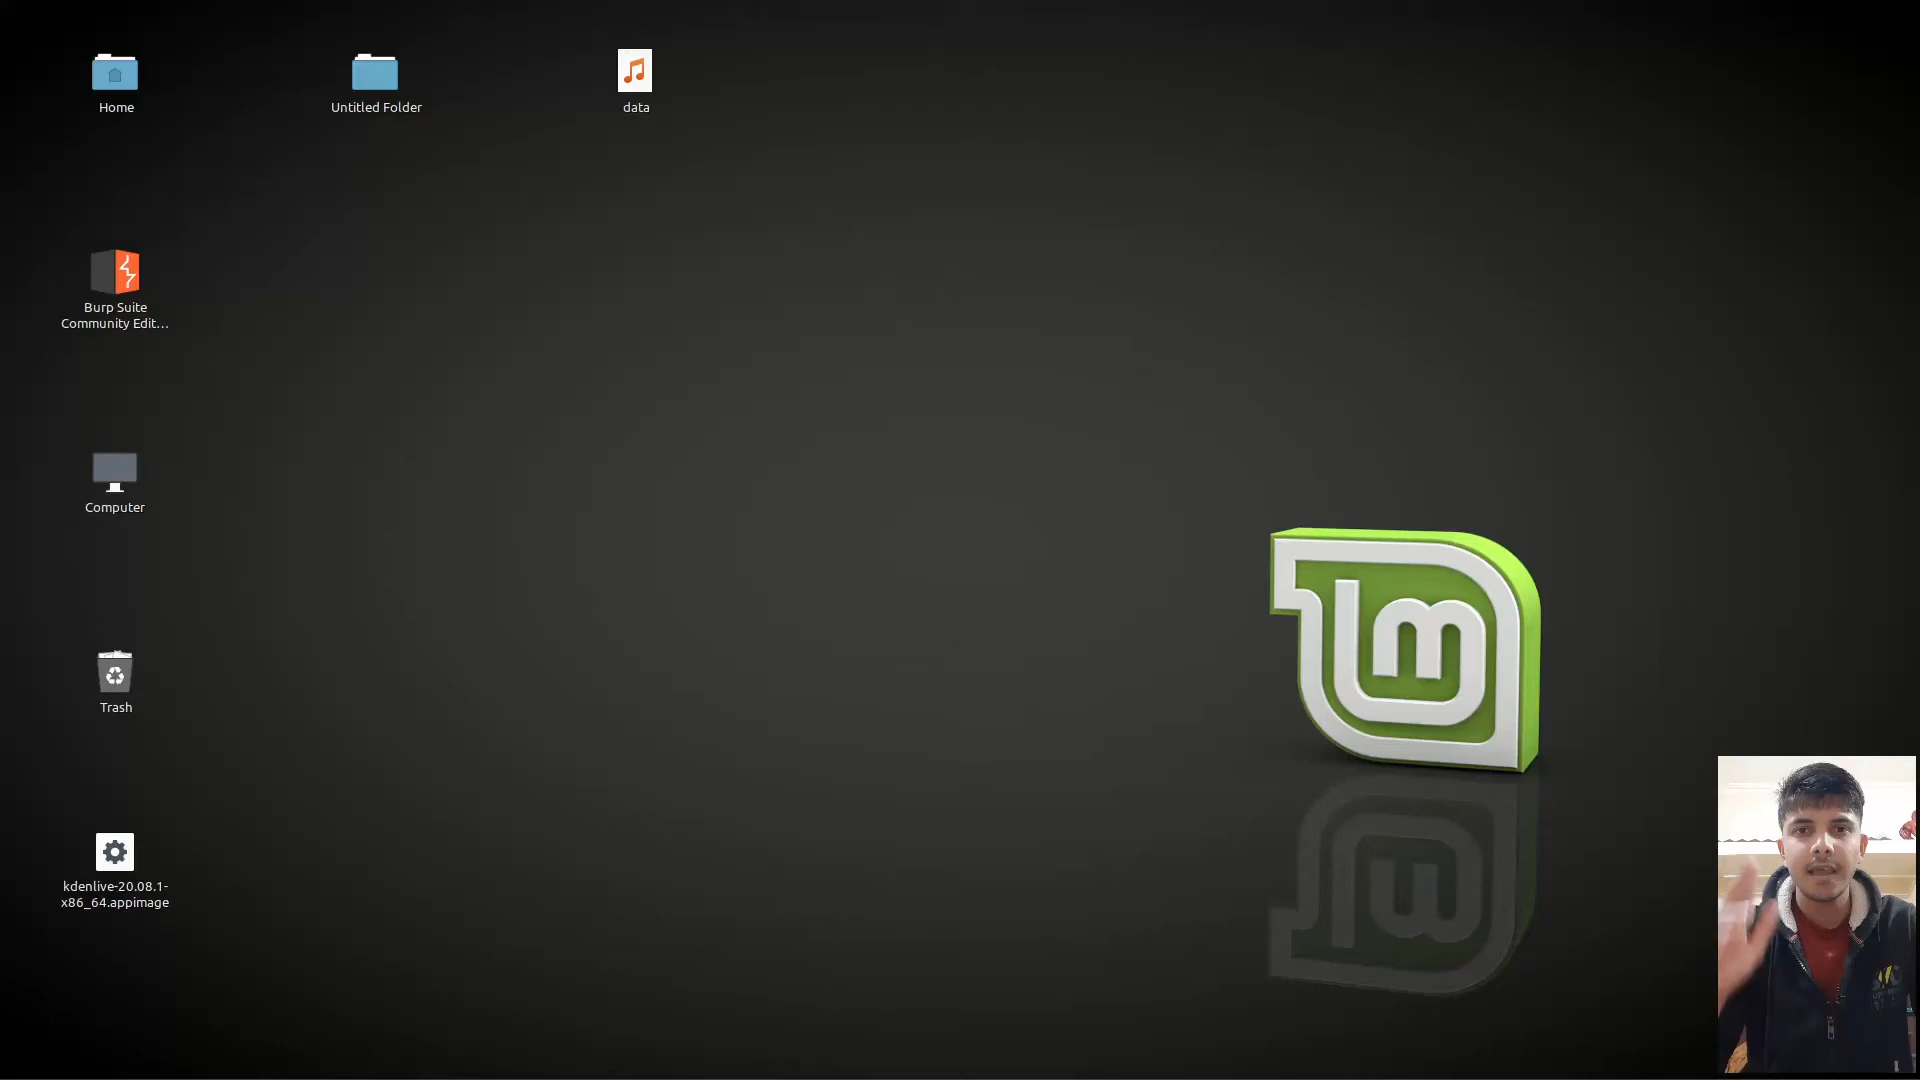 Home
Untitled Folder
data
Burp Suite
Community Edit...
Computer
Trash
kdenlive-20.08.1-
x86_64.appimage